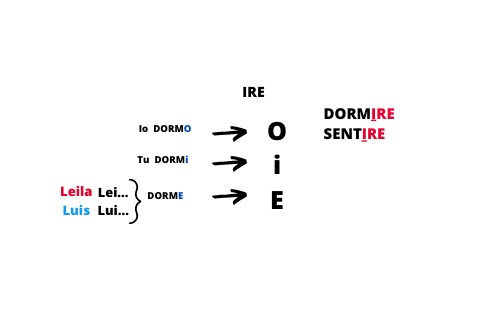 IRE
DORMIRE
SENTIRE
Io DORMO
O
Tu DORMi
i
Leila Lei...
Luis Lui...
DORME
E